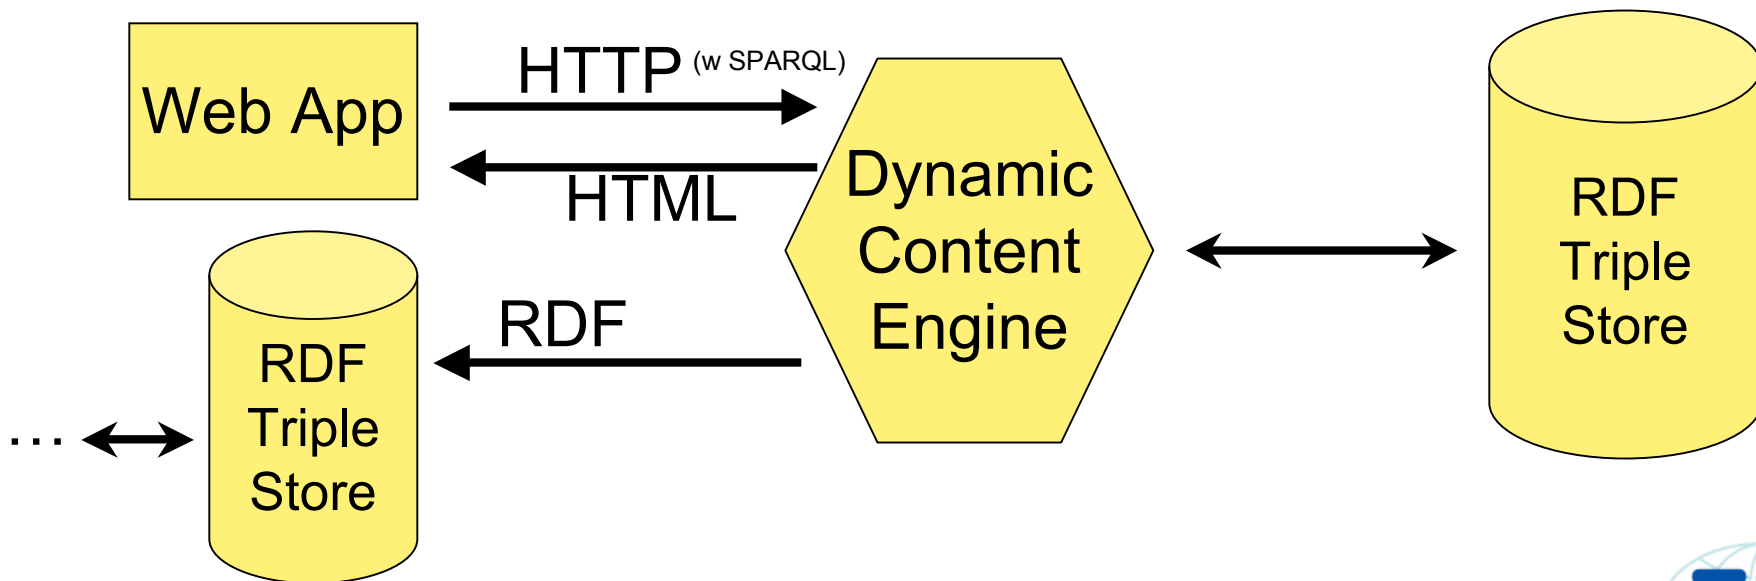 Web App
HTTP (w SPARQL)
HTML
Dynamic
Content
Engine
RDF
Triple
Store
RDF
RDF
Triple
Store
...